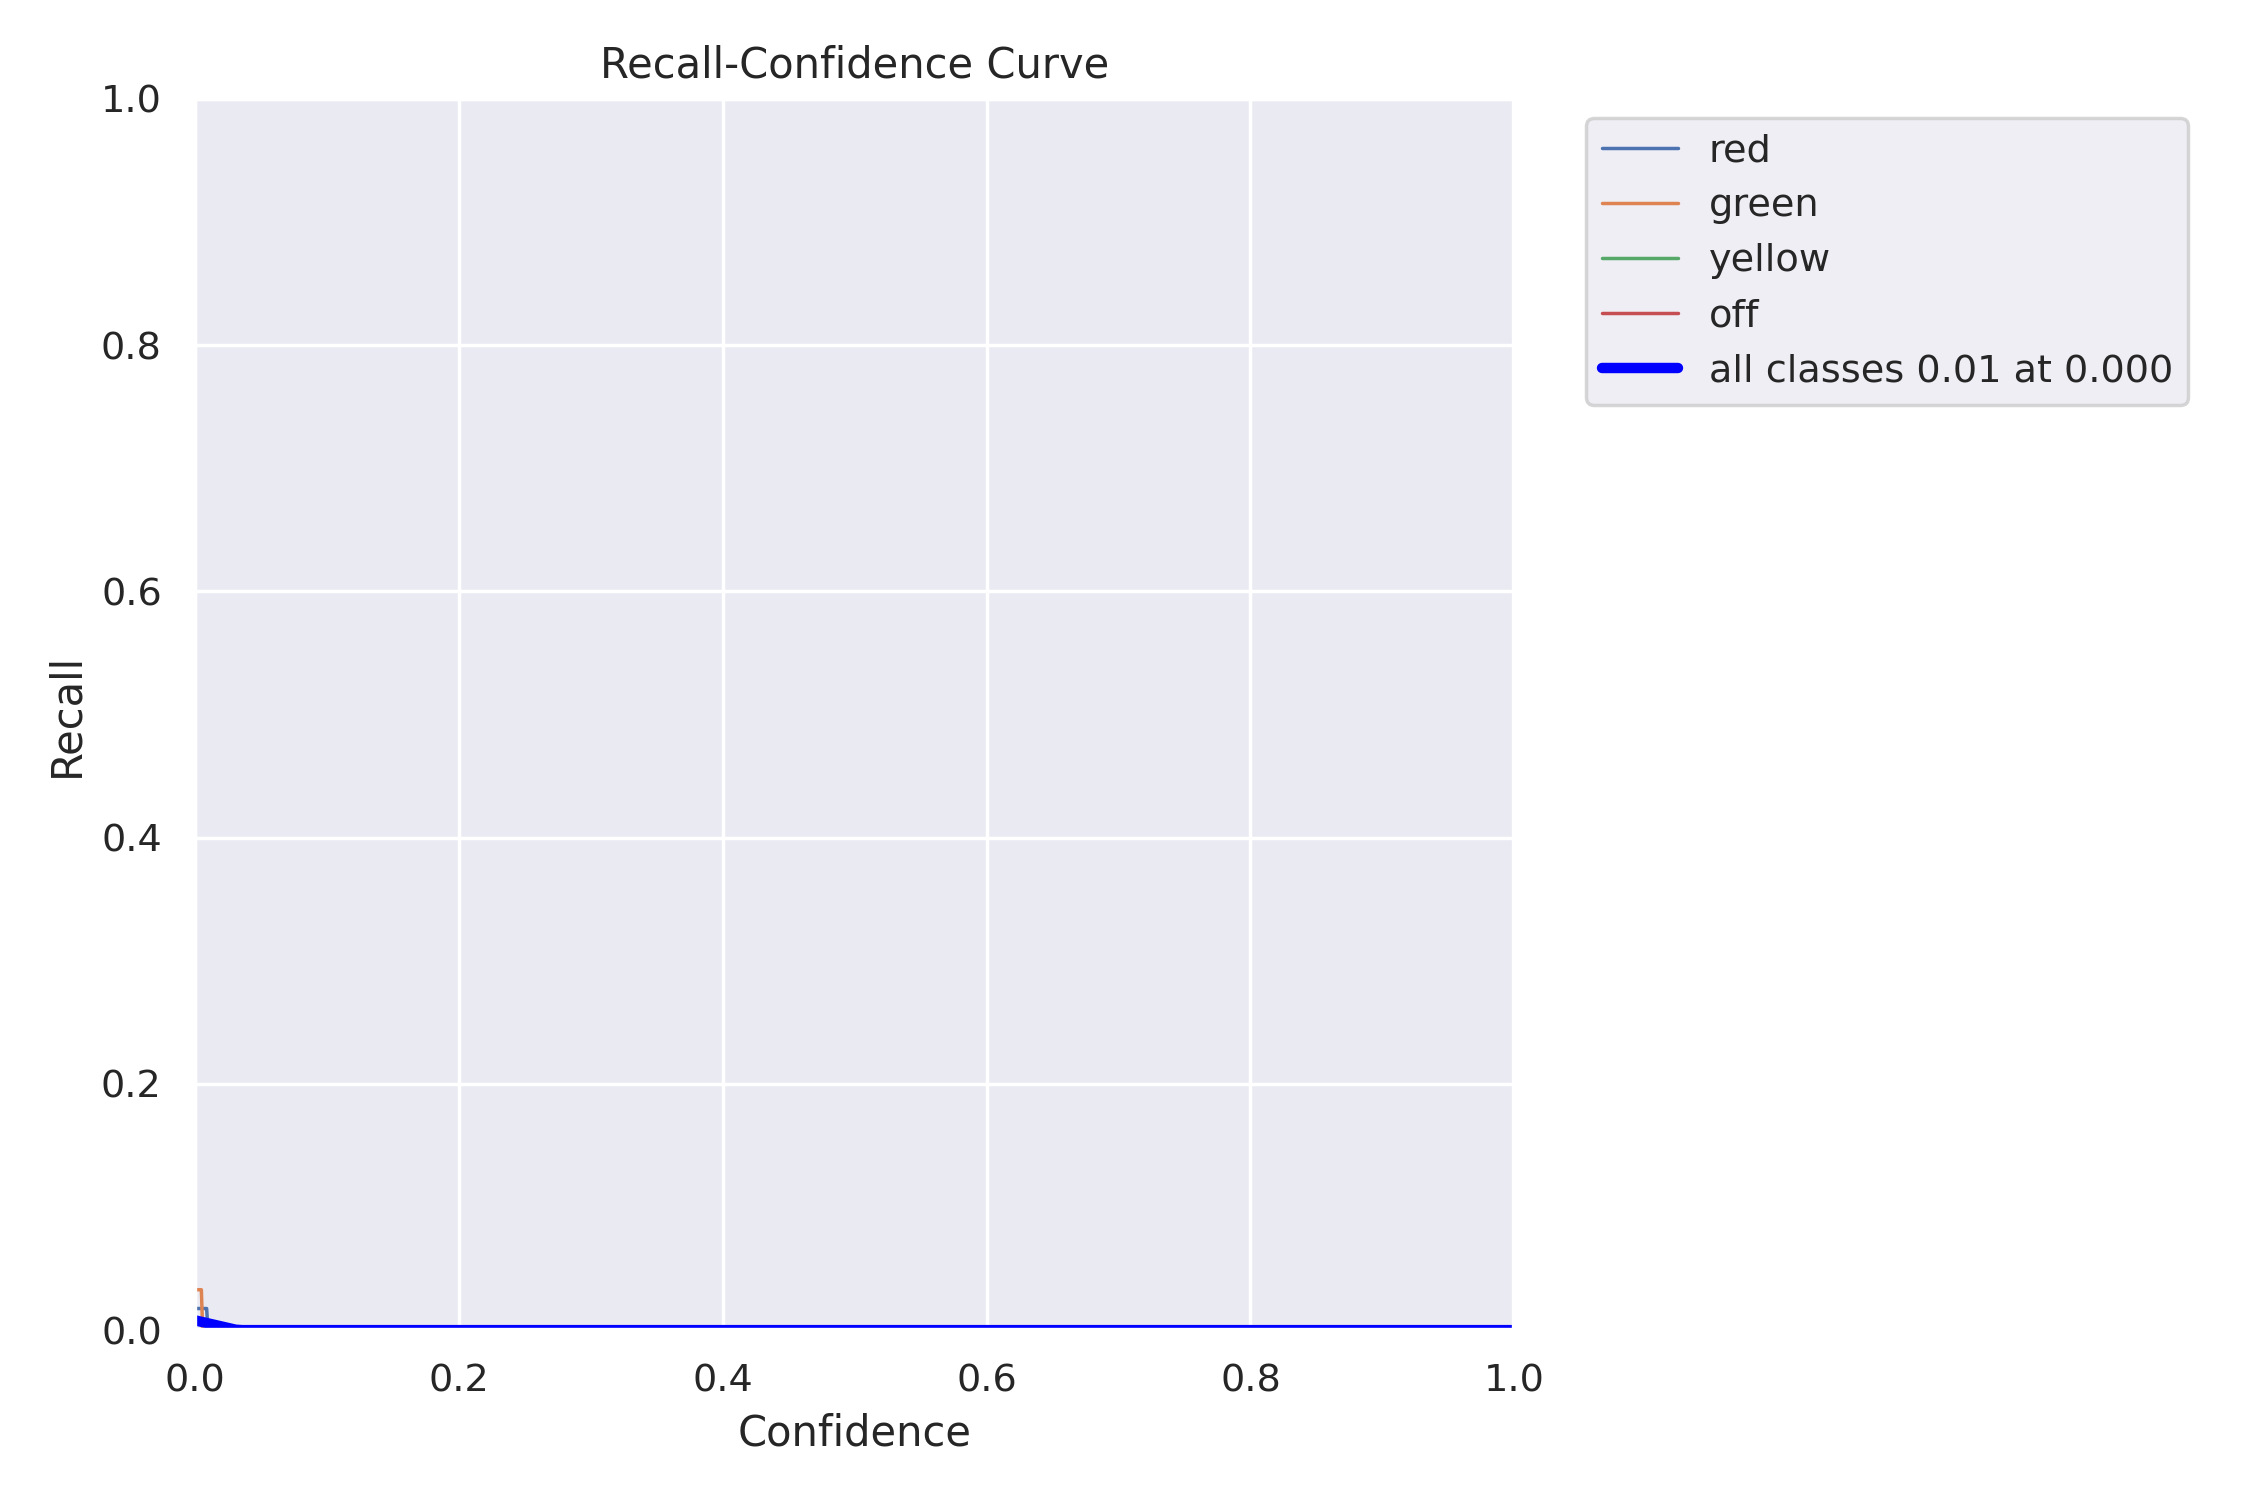 Recall-Confidence Curve
1.0
0.8
0.6
0.4
0.2
0.0
Recall
0.0 0.2 0.4 0.6 0.8 1.0
Confidence
red
green
yellow
off
all classes 0.01 at 0.000